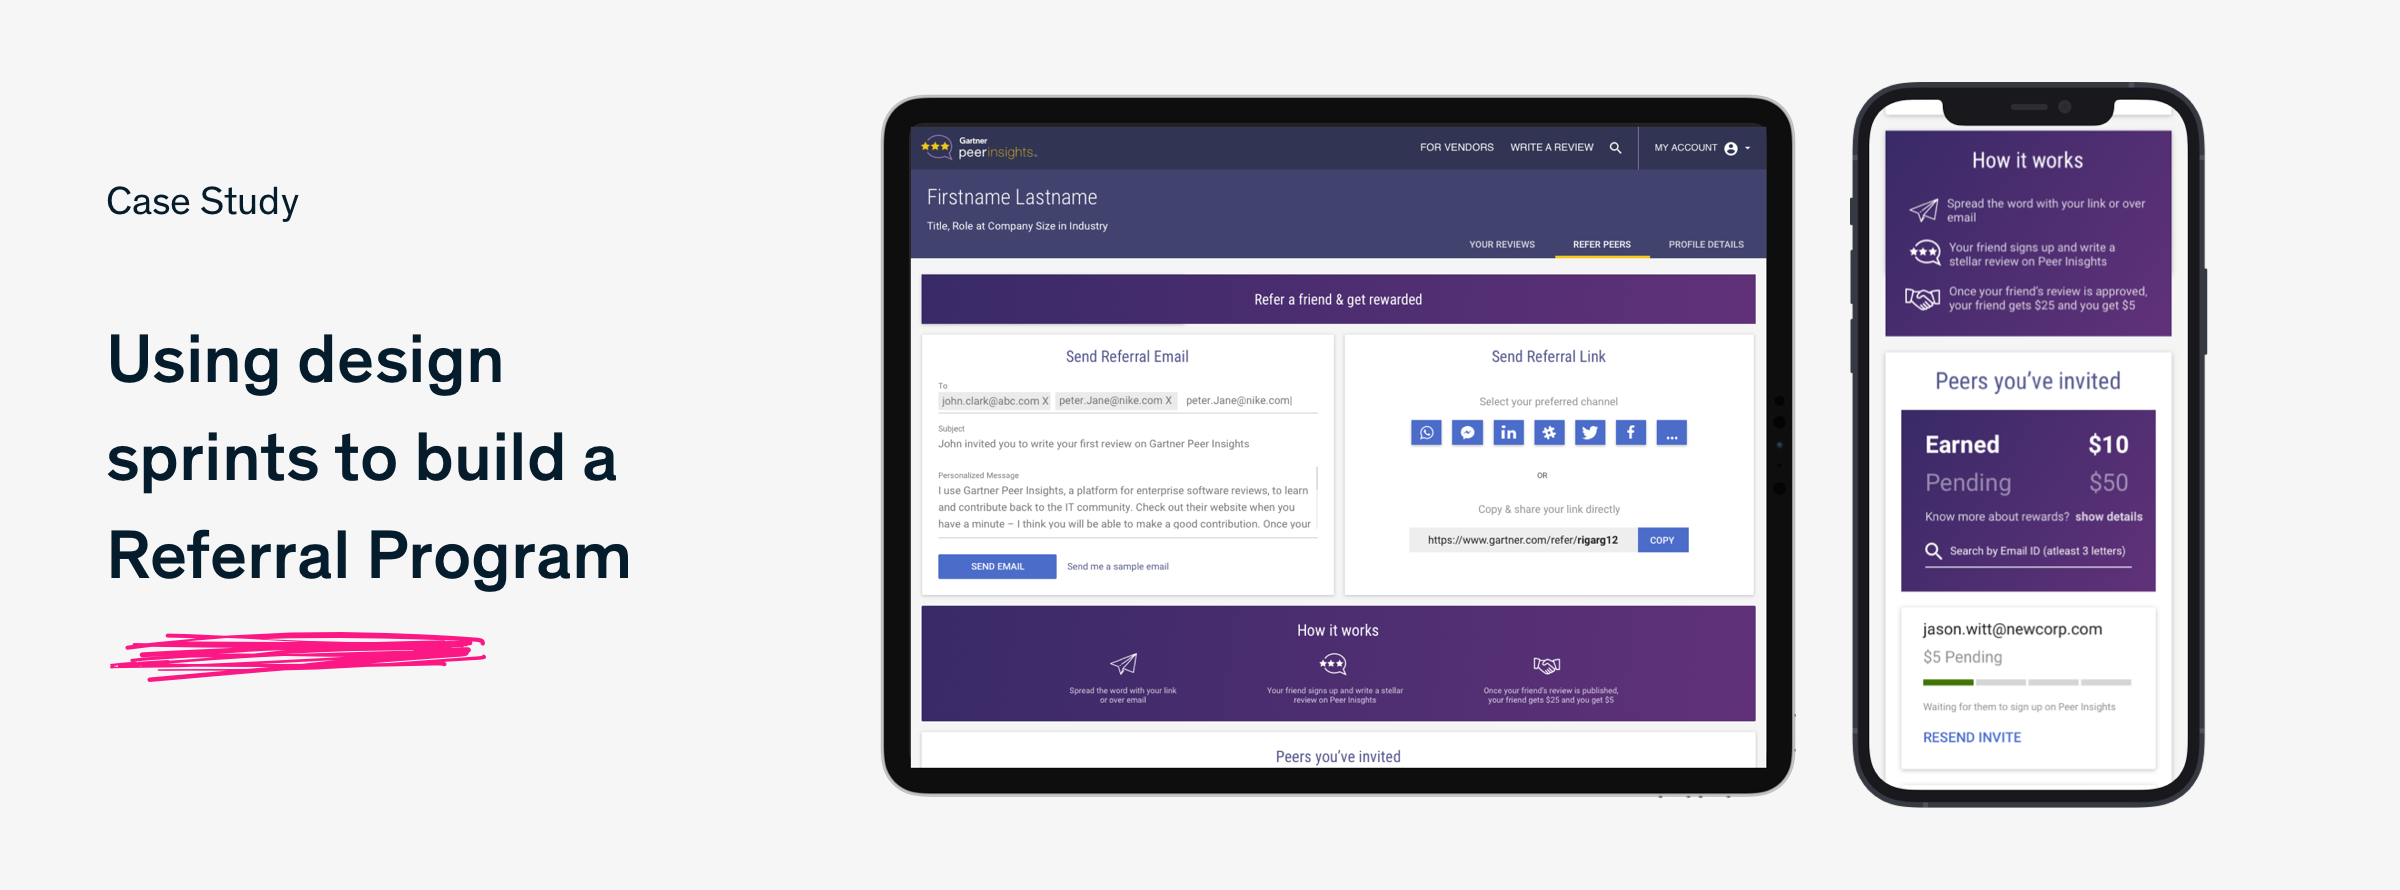 Case Study
Using design
sprints to build a
Referral Program
Gartner
peerinsights
FOR VENDORS
WRITE A REVIEW
MY ACCOUNT
Firstname Lastname
Title, Role at Company Size in Industry
YOUR REVIEWS
REFER PEERS
PROFILE DETAILS
Refer a friend & get rewarded
Send Referral Email
To
john.clark@abc.com X
peter.Jane@nike.com X
peter.Jane@nike.com|
Subject
John invited you to write your first review on Gartner Peer Insights
Personalized Message
I use Gartner Peer Insights, a platform for enterprise software reviews, to learn
and contribute back to the IT community. Check out their website when you
have a minute – I think you will be able to make a good contribution. Once your
SEND EMAIL
Send me a sample email
Send Referral Link
Select your preferred channel
in
f
...
OR
Copy & share your link directly
https://www.gartner.com/refer/rigarg12
COPY
How it works
Spread the word with your link
or over email
Your friend signs up and write a stellar
review on Peer Inisghts
Once your friend's review is published,
your friend gets $25 and you get $5
Peers you've invited
How it works
Spread the word with your link or over
email
Your friend signs up and write a
stellar review on Peer Inisghts
Once your friend's review is approved,
your friend gets $25 and you get $5
Peers you've invited
Earned $10
Pending $50
Know more about rewards? show details
Search by Email ID (atleast 3 letters)
jason.witt@newcorp.com
$5 Pending
Waiting for them to sign up on Peer Insights
RESEND INVITE